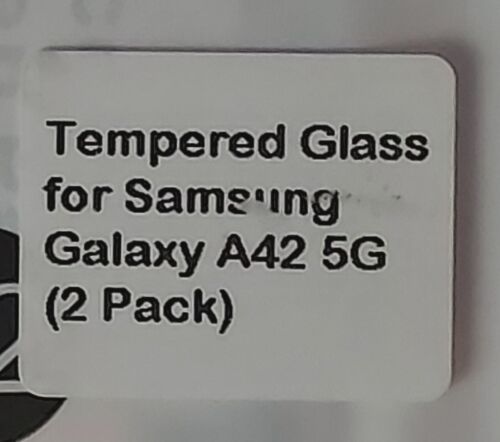 Tempered Glass
for Samsung
Galaxy A42 5G
(2 Pack)